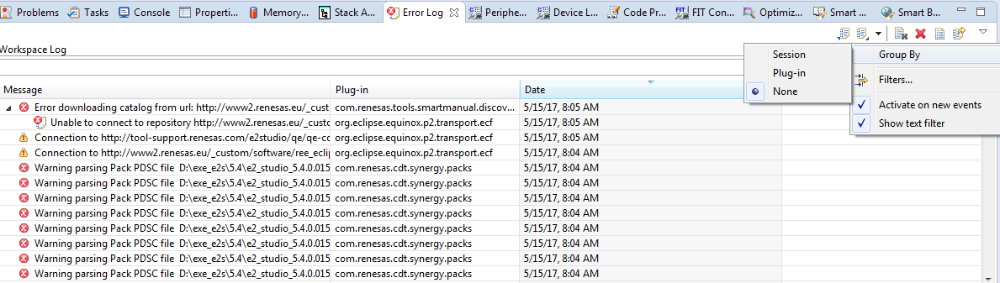 Problems Tasks Console Properti... Memory... Stack A... Error Log Periphe... Device L... Code Pr... FIT Con... Optimiz... Smart ... Smart B...
Workspace Log
Session
Plug-in
None
Group By
Filters...
Activate on new events
Show text filter
Message Plug-in Date
Error downloading catalog from url: http://www2.renesas.eu/_cust com.renesas.tools.smartmanual.discov... 5/15/17, 8:05 AM
Unable to connect to repository http://www2.renesas.eu/_custo org.eclipse.equinox.p2.transport.ecf 5/15/17, 8:05 AM
Connection to http://tool-support.renesas.com/e2studio/qe/qe-co org.eclipse.equinox.p2.transport.ecf 5/15/17, 8:05 AM
Connection to http://www2.renesas.eu/_custom/software/ree_eclip org.eclipse.equinox.p2.transport.ecf 5/15/17, 8:04 AM
Warning parsing Pack PDSC file D:\exe_e2s\5.4\e2_studio_5.4.0.015 com.renesas.cdt.synergy.packs 5/15/17, 8:04 AM
Warning parsing Pack PDSC file D:\exe_e2s\5.4\e2_studio_5.4.0.015 com.renesas.cdt.synergy.packs 5/15/17, 8:04 AM
Warning parsing Pack PDSC file D:\exe_e2s\5.4\e2_studio_5.4.0.015 com.renesas.cdt.synergy.packs 5/15/17, 8:04 AM
Warning parsing Pack PDSC file D:\exe_e2s\5.4\e2_studio_5.4.0.015 com.renesas.cdt.synergy.packs 5/15/17, 8:04 AM
Warning parsing Pack PDSC file D:\exe_e2s\5.4\e2_studio_5.4.0.015 com.renesas.cdt.synergy.packs 5/15/17, 8:04 AM
Warning parsing Pack PDSC file D:\exe_e2s\5.4\e2_studio_5.4.0.015 com.renesas.cdt.synergy.packs 5/15/17, 8:04 AM
Warning parsing Pack PDSC file D:\exe_e2s\5.4\e2_studio_5.4.0.015 com.renesas.cdt.synergy.packs 5/15/17, 8:04 AM
Warning parsing Pack PDSC file D:\exe_e2s\5.4\e2_studio_5.4.0.015 com.renesas.cdt.synergy.packs 5/15/17, 8:04 AM